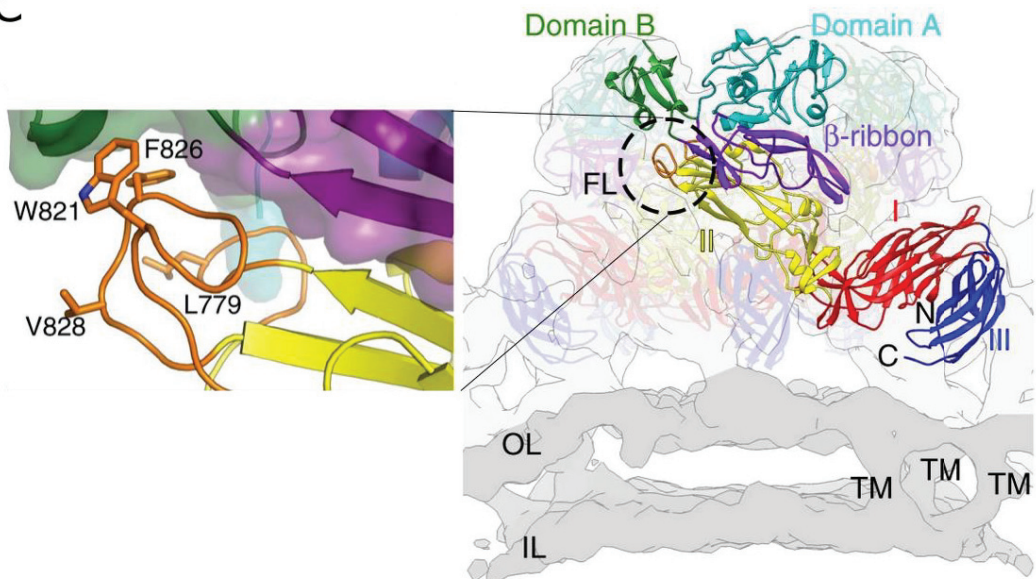 C
Domain B
Domain A
β-ribbon
FL
II
I
N
C
III
F826
W821
L779
V828
OL
IL
TM
TM
TM